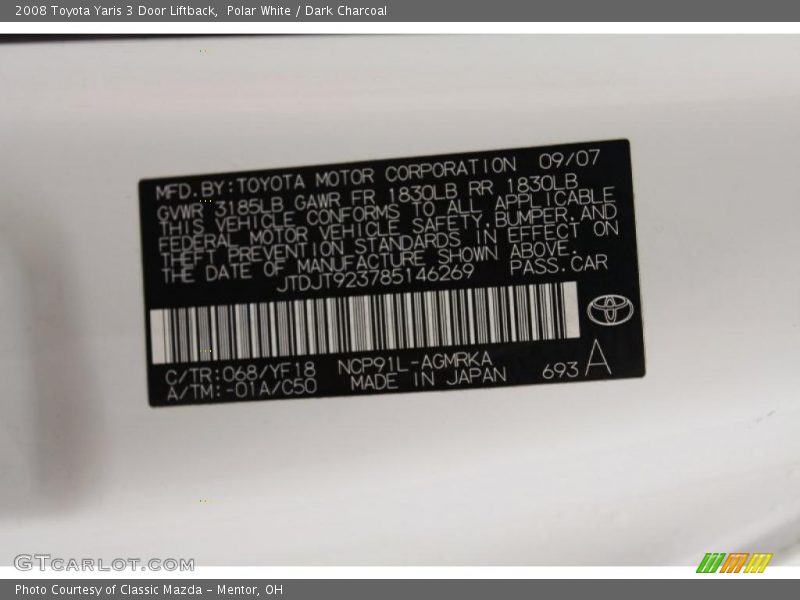 2008 Toyota Yaris 3 Door Liftback,  Polar White / Dark Charcoal
MFD.BY:TOYOTA MOTOR CORPORATION 09/07
GVWR 3185LB GAWR FR 1830LB RR 1830LB
THIS VEHICLE CONFORMS TO ALL APPLICABLE
FEDERAL MOTOR VEHICLE SAFETY,BUMPER,AND
THEFT PREVENTION STANDARDS IN EFFECT ON
THE DATE OF MANUFACTURE SHOWN ABOVE.
JTDJT923785146269 PASS.CAR
C/TR:068/YF18 NCP91L-AGMRKA
A/TM:-01A/C50 MADE IN JAPAN 693 A
GTCARLOT.COM
Photo Courtesy of Classic Mazda - Mentor, OH